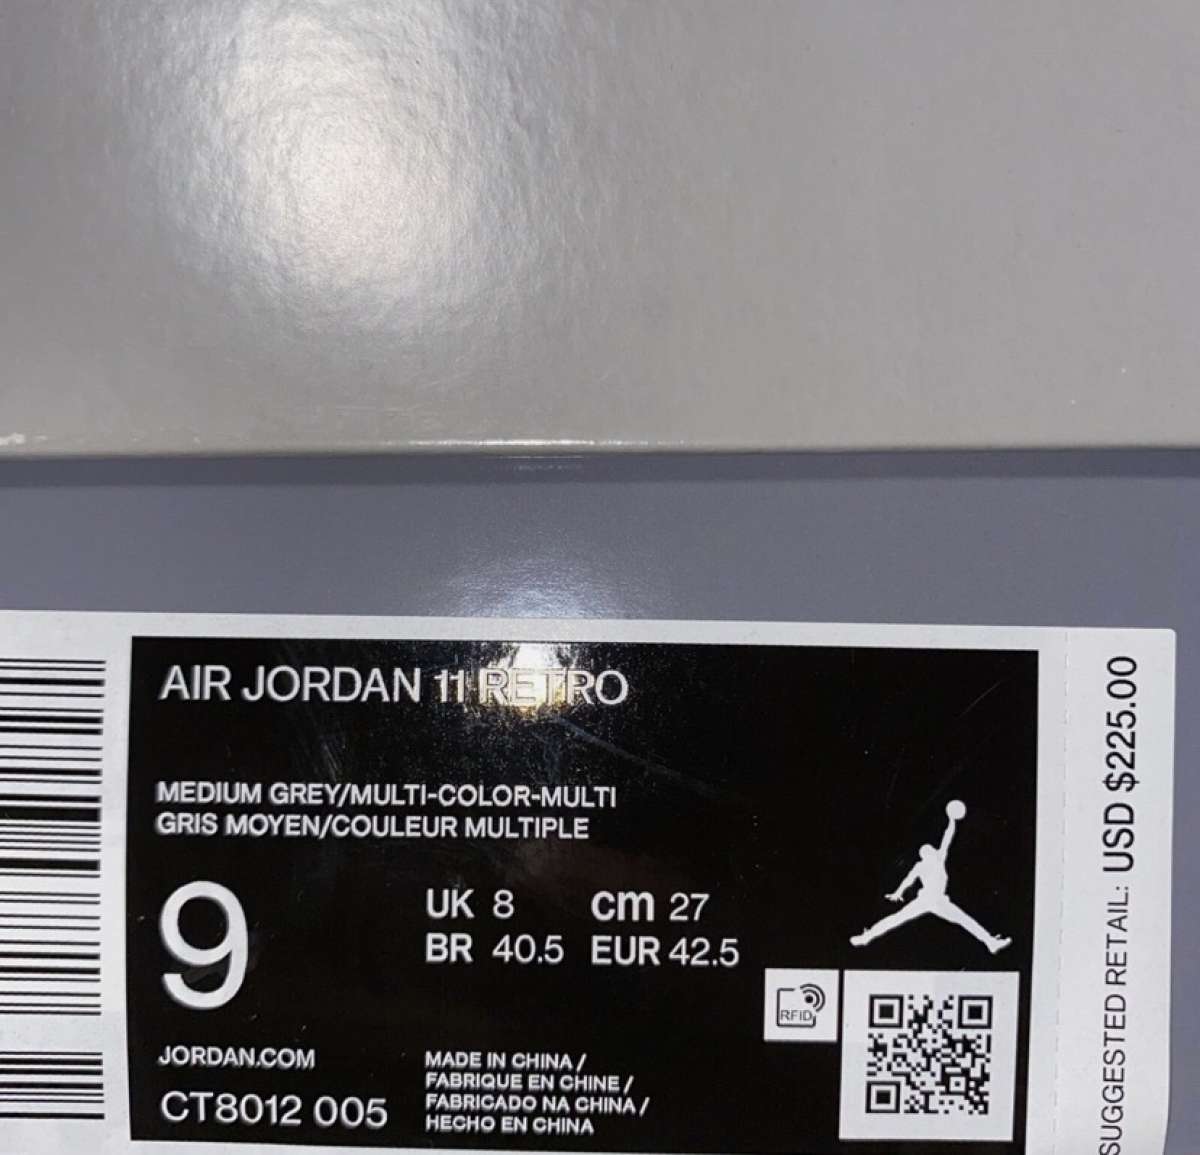 AIR JORDAN 11 RETRO
MEDIUM GREY/MULTI-COLOR-MULTI
GRIS MOYEN/COULEUR MULTIPLE
9
UK 8 cm 27
BR 40.5 EUR 42.5
RFID
JORDAN.COM
CT8012 005
MADE IN CHINA /
FABRIQUE EN CHINE /
FABRICADO NA CHINA /
HECHO EN CHINA
SUGGESTED RETAIL: USD $225.00